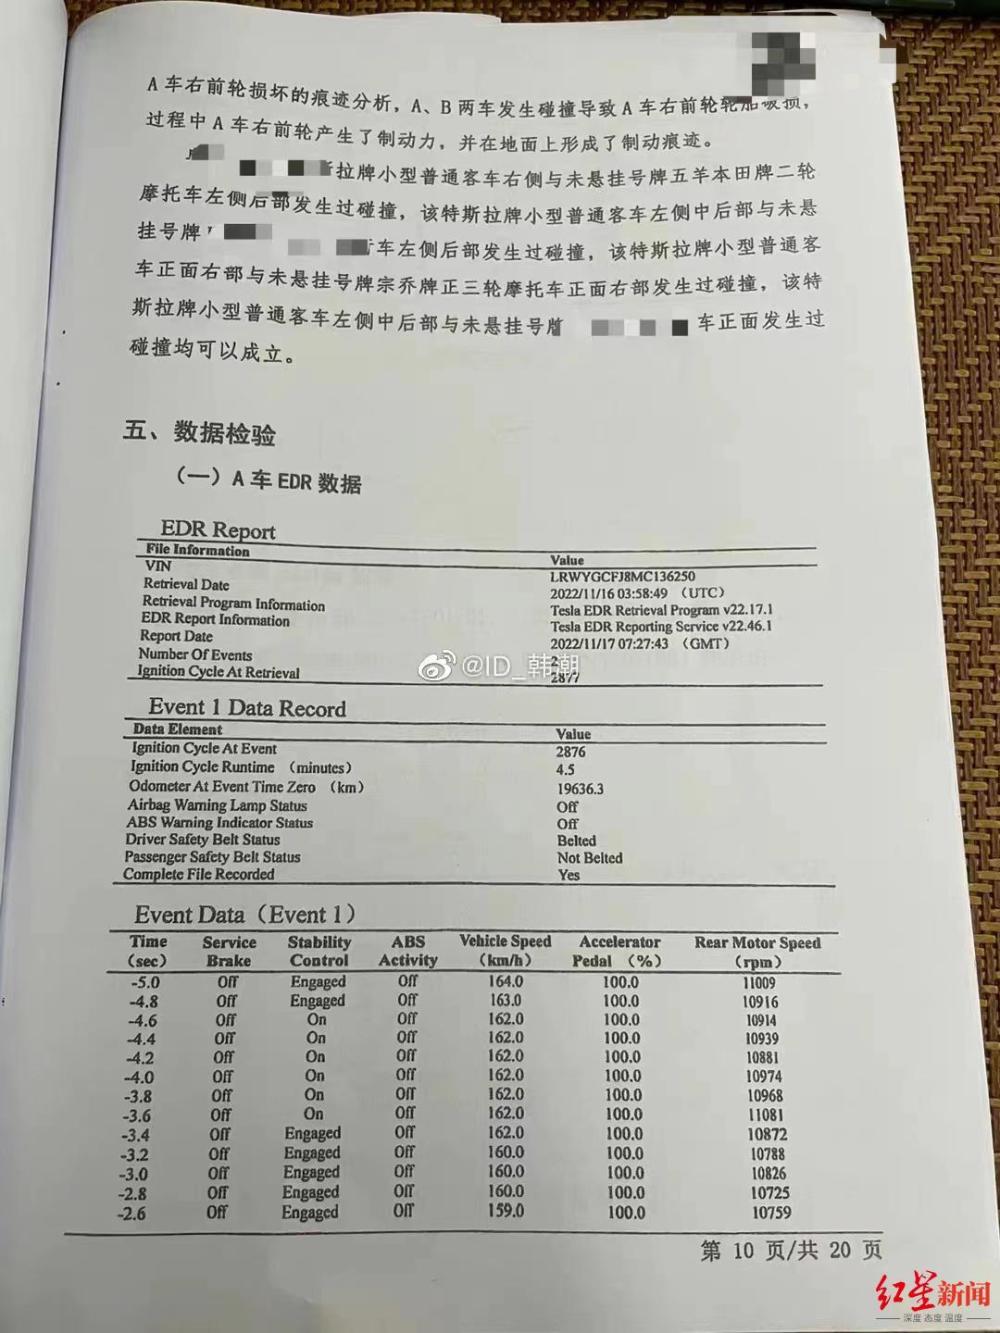 A 车右前轮损坏的痕迹分析，A、B 两车发生碰撞导致 A 车右前轮轮胎破损，
过程中 A 车右前轮产生了制动力，并在地面上形成了制动痕迹。
拉牌小型普通客车右侧与未悬挂号牌五羊本田牌二轮
摩托车左侧后部发生过碰撞，该特斯拉牌小型普通客车左侧中后部与未悬
挂号牌 车左侧后部发生过碰撞，该特斯拉牌小型普通客
车正面右部与未悬挂号牌宗乔牌正三轮摩托车正面右部发生过碰撞，该特
斯拉牌小型普通客车左侧中后部与未悬挂号牌 车正面发生过
碰撞均可以成立。
五、数据检验
（一）A 车 EDR 数据
EDR Report
File Information Value
VIN LRWYGCFJ8MC136250
Retrieval Date 2022/11/16 03:58:49 （UTC）
Retrieval Program Information Tesla EDR Retrieval Program v22.17.1
EDR Report Information Tesla EDR Reporting Service v22.46.1
Report Date 2022/11/17 07:27:43 （GMT）
Number Of Events 2
Ignition Cycle At Retrieval 2877
@ID_韩潮
Event 1 Data Record
Data Element Value
Ignition Cycle At Event 2876
Ignition Cycle Runtime （minutes） 4.5
Odometer At Event Time Zero （km） 19636.3
Airbag Warning Lamp Status Off
ABS Warning Indicator Status Off
Driver Safety Belt Status Belted
Passenger Safety Belt Status Not Belted
Complete File Recorded Yes
Event Data（Event 1）
Time Service Stability ABS Vehicle Speed Accelerator Rear Motor Speed
(sec) Brake Control Activity (km/h) Pedal （%） (rpm)
-5.0 Off Engaged Off 164.0 100.0 11009
-4.8 Off Engaged Off 163.0 100.0 10916
-4.6 Off On Off 162.0 100.0 10914
-4.4 Off On Off 162.0 100.0 10939
-4.2 Off On Off 162.0 100.0 10881
-4.0 Off On Off 162.0 100.0 10974
-3.8 Off On Off 162.0 100.0 10968
-3.6 Off On Off 162.0 100.0 11081
-3.4 Off Engaged Off 162.0 100.0 10872
-3.2 Off Engaged Off 160.0 100.0 10788
-3.0 Off Engaged Off 160.0 100.0 10826
-2.8 Off Engaged Off 160.0 100.0 10725
-2.6 Off Engaged Off 159.0 100.0 10759
第 10 页/共 20 页
红星新闻
深度 态度 温度